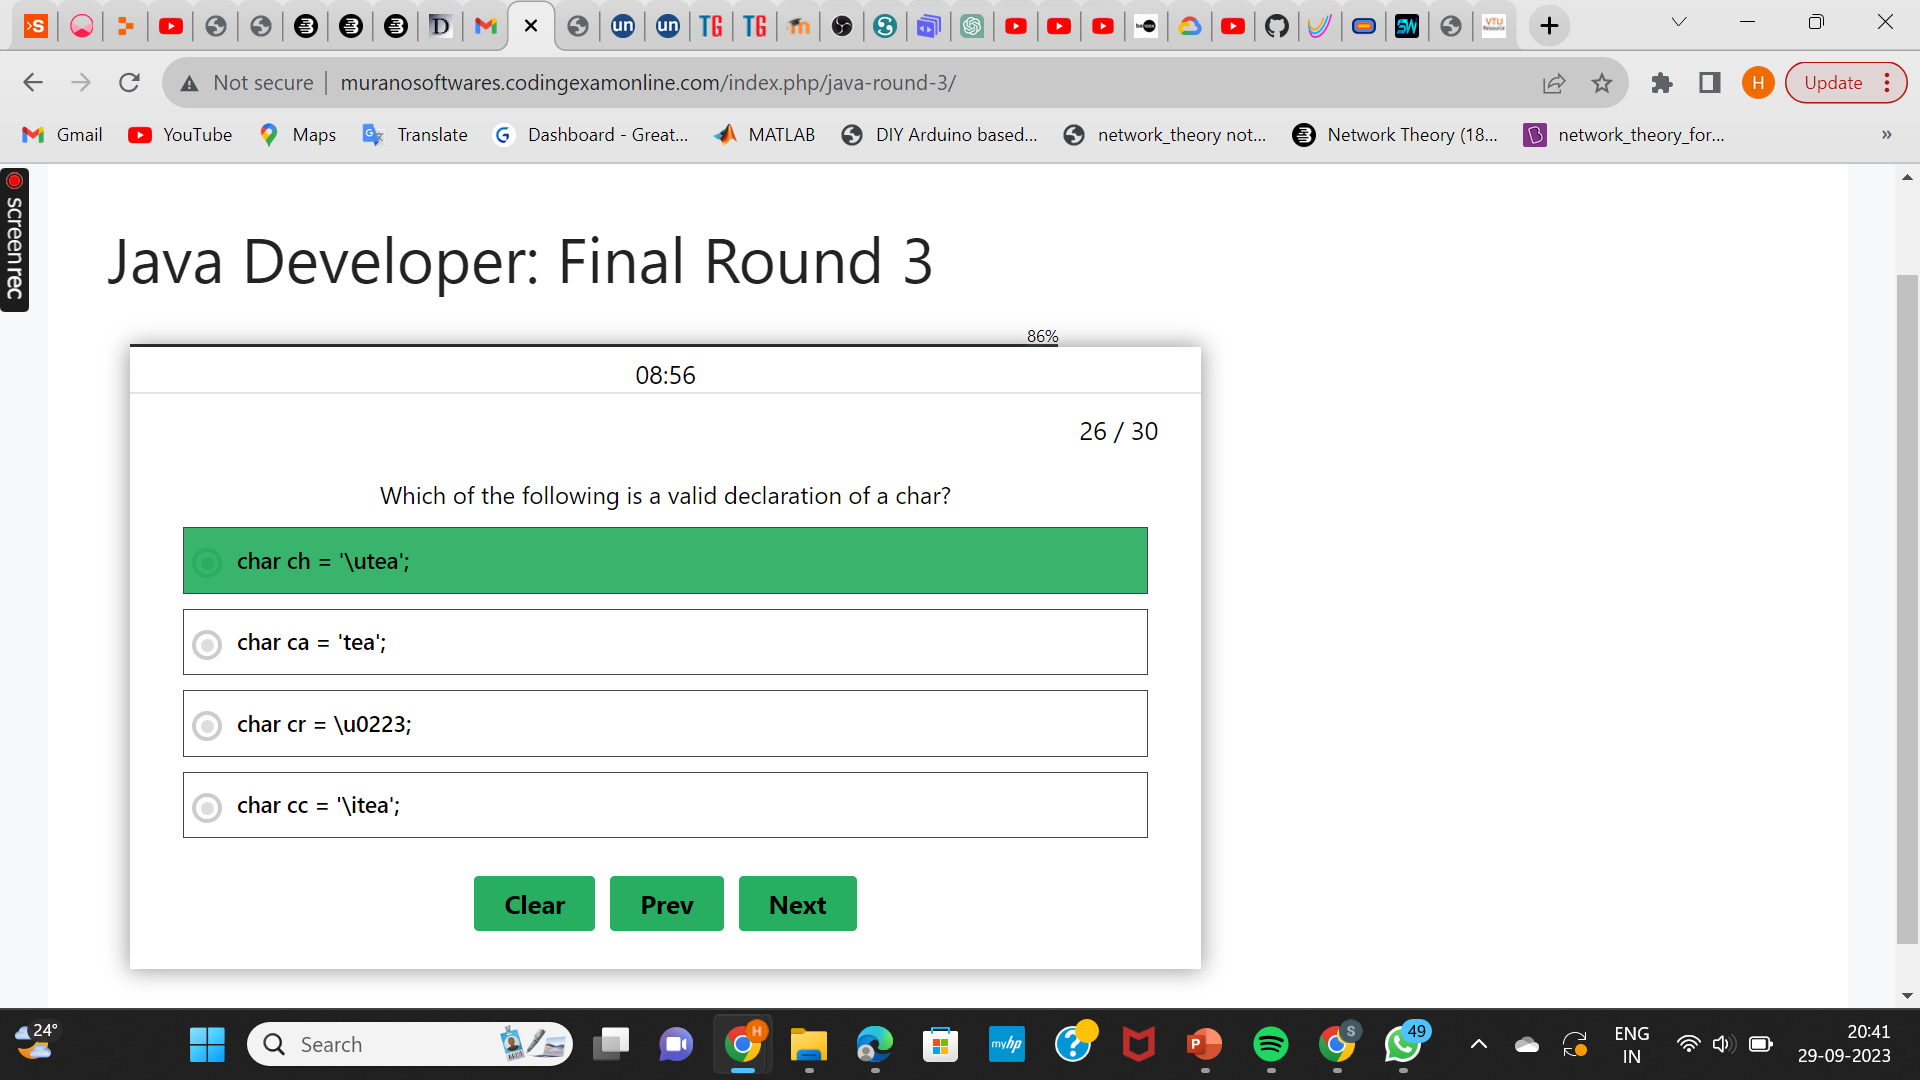 Not secure
muranosoftwares.codingexamonline.com/index.php/java-round-3/
H
Update
Gmail
YouTube
Maps
Translate
Dashboard - Great...
MATLAB
DIY Arduino based...
network_theory not...
Network Theory (18...
network_theory_for...
»
screenrec
Java Developer: Final Round 3
86%
08:56
26 / 30
Which of the following is a valid declaration of a char?
char ch = '\utea';
char ca = 'tea';
char cr = \u0223;
char cc = '\itea';
Clear
Prev
Next
24°
Search
H
myhp
S
49
ENG
IN
20:41
29-09-2023